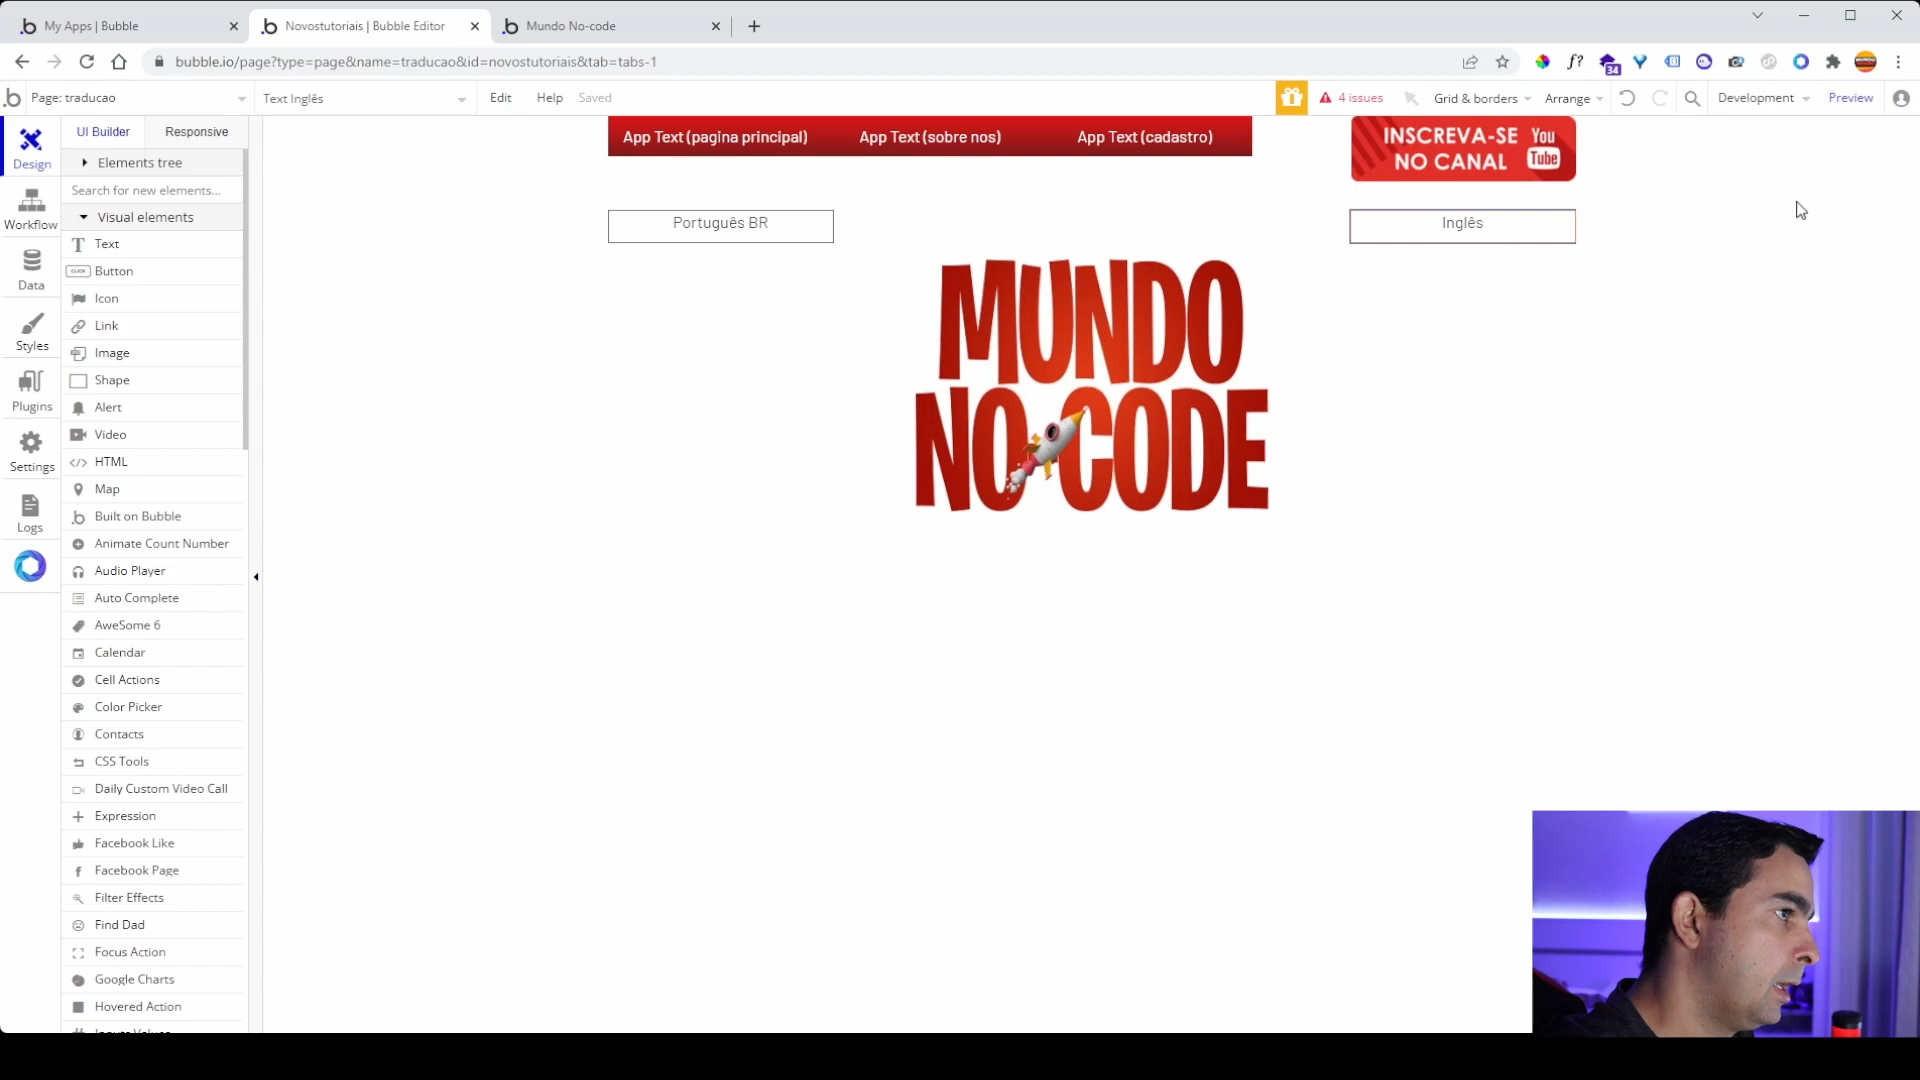 My Apps | Bubble
Novostutoriais | Bubble Editor
Mundo No-code
bubble.io/page?type=page&name=traducao&id=novostutoriais&tab=tabs-1
34
Page: traducao
Text Inglês
Edit
Help
Saved
4 issues
Grid & borders
Arrange
Development
Preview
Design
Workflow
Data
Styles
Plugins
Settings
Logs
UI Builder
Responsive
Elements tree
Search for new elements...
Visual elements
Text
CLICK
Button
Icon
Link
Image
Shape
Alert
Video
HTML
Map
Built on Bubble
Animate Count Number
Audio Player
Auto Complete
AweSome 6
Calendar
Cell Actions
Color Picker
Contacts
CSS Tools
Daily Custom Video Call
Expression
Facebook Like
Facebook Page
Filter Effects
Find Dad
Focus Action
Google Charts
Hovered Action
Inputs Values
App Text (pagina principal)
App Text (sobre nos)
App Text (cadastro)
INSCREVA-SE
NO CANAL
You
Tube
Português BR
Inglês
MUNDO
NO CODE